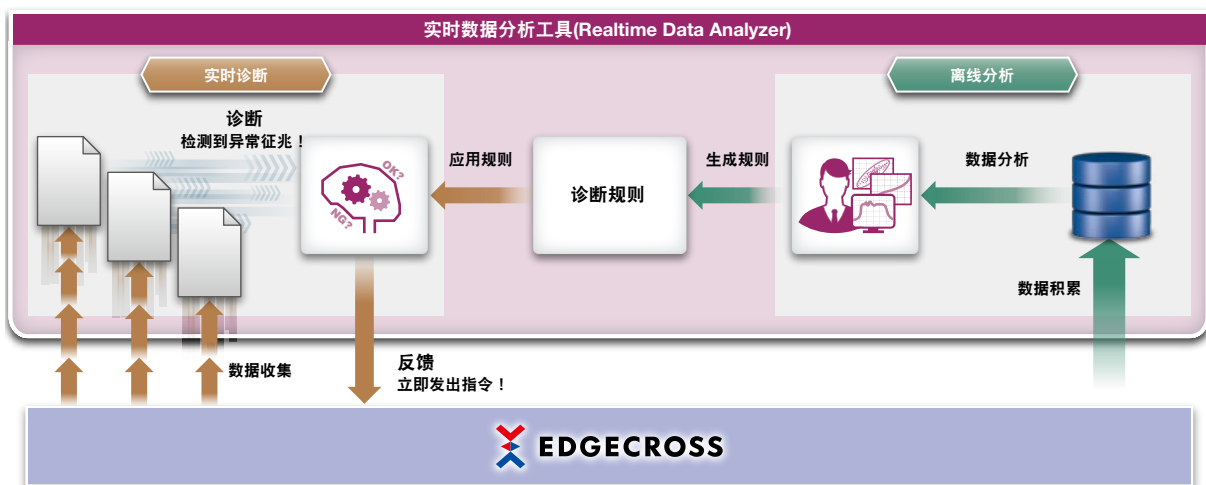 实时数据分析工具(Realtime Data Analyzer)
实时诊断
离线分析
诊断
检测到异常征兆！
OK?
NG?
应用规则
诊断规则
生成规则
数据分析
数据积累
数据收集
反馈
立即发出指令！
EDGECROSS